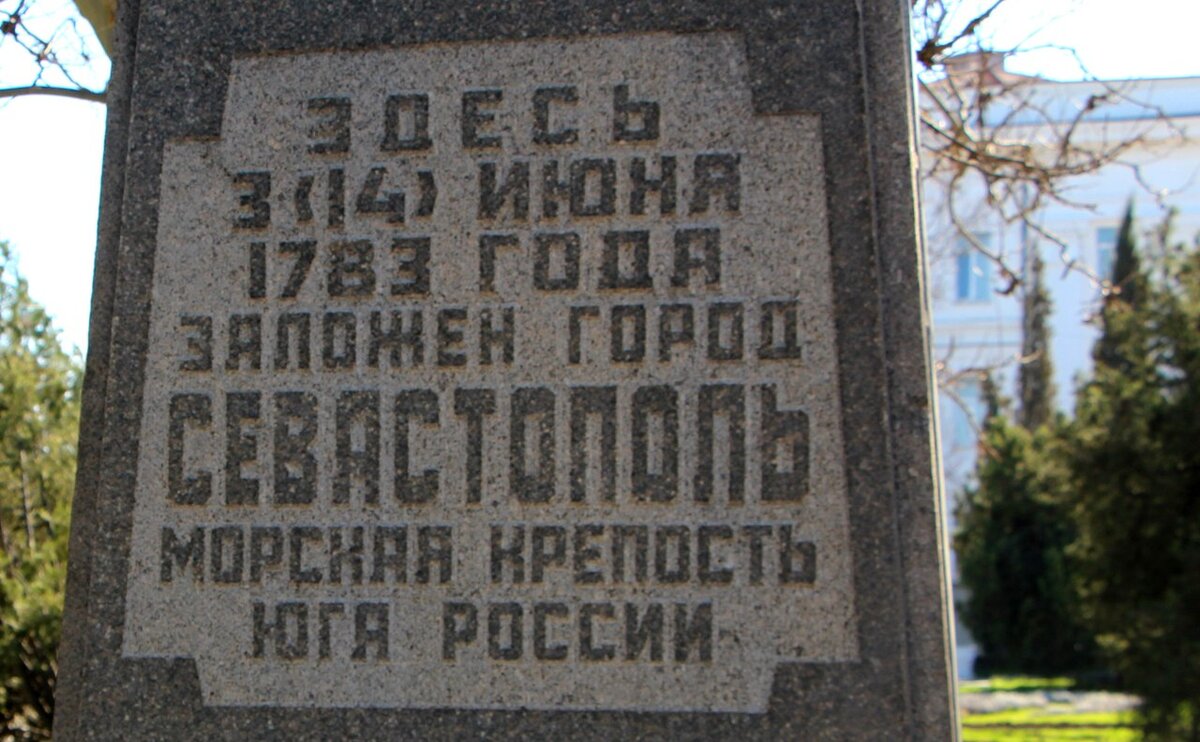 ЗДЕСЬ
3 (14) ИЮНЯ
1783 ГОДА
ЗАЛОЖЕН ГОРОД
СЕВАСТОПОЛЬ
МОРСКАЯ КРЕПОСТЬ
ЮГА РОССИИ